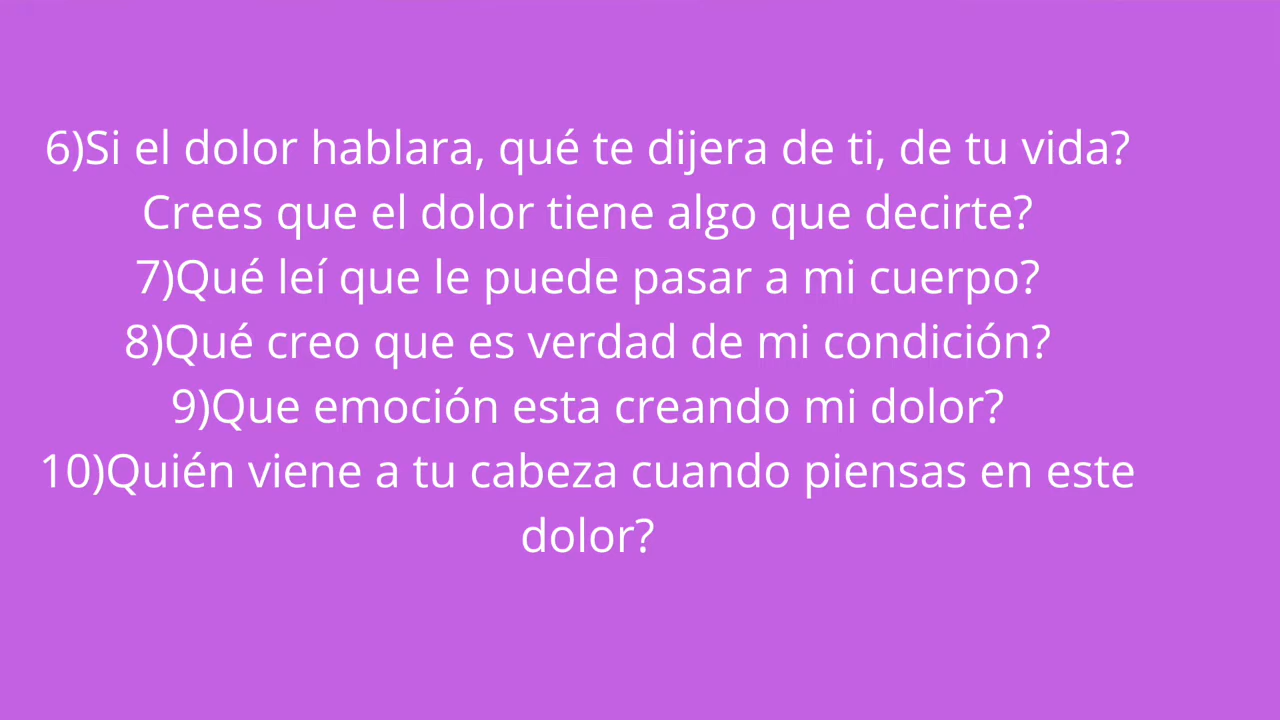 6)Si el dolor hablara, qué te dijera de ti, de tu vida?
Crees que el dolor tiene algo que decirte?
7)Qué leí que le puede pasar a mi cuerpo?
8)Qué creo que es verdad de mi condición?
9)Que emoción esta creando mi dolor?
10)Quién viene a tu cabeza cuando piensas en este
dolor?